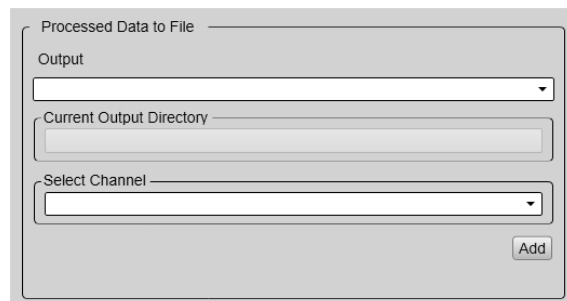 Processed Data to File
Output
Current Output Directory
Select Channel
Add